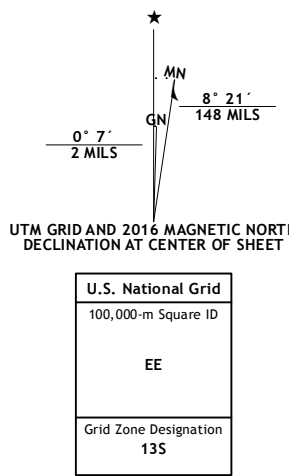 ★
MN
GN
8° 21´
148 MILS
0° 7´
2 MILS
UTM GRID AND 2016 MAGNETIC NORTH
DECLINATION AT CENTER OF SHEET
U.S. National Grid
100,000-m Square ID
EE
Grid Zone Designation
13S